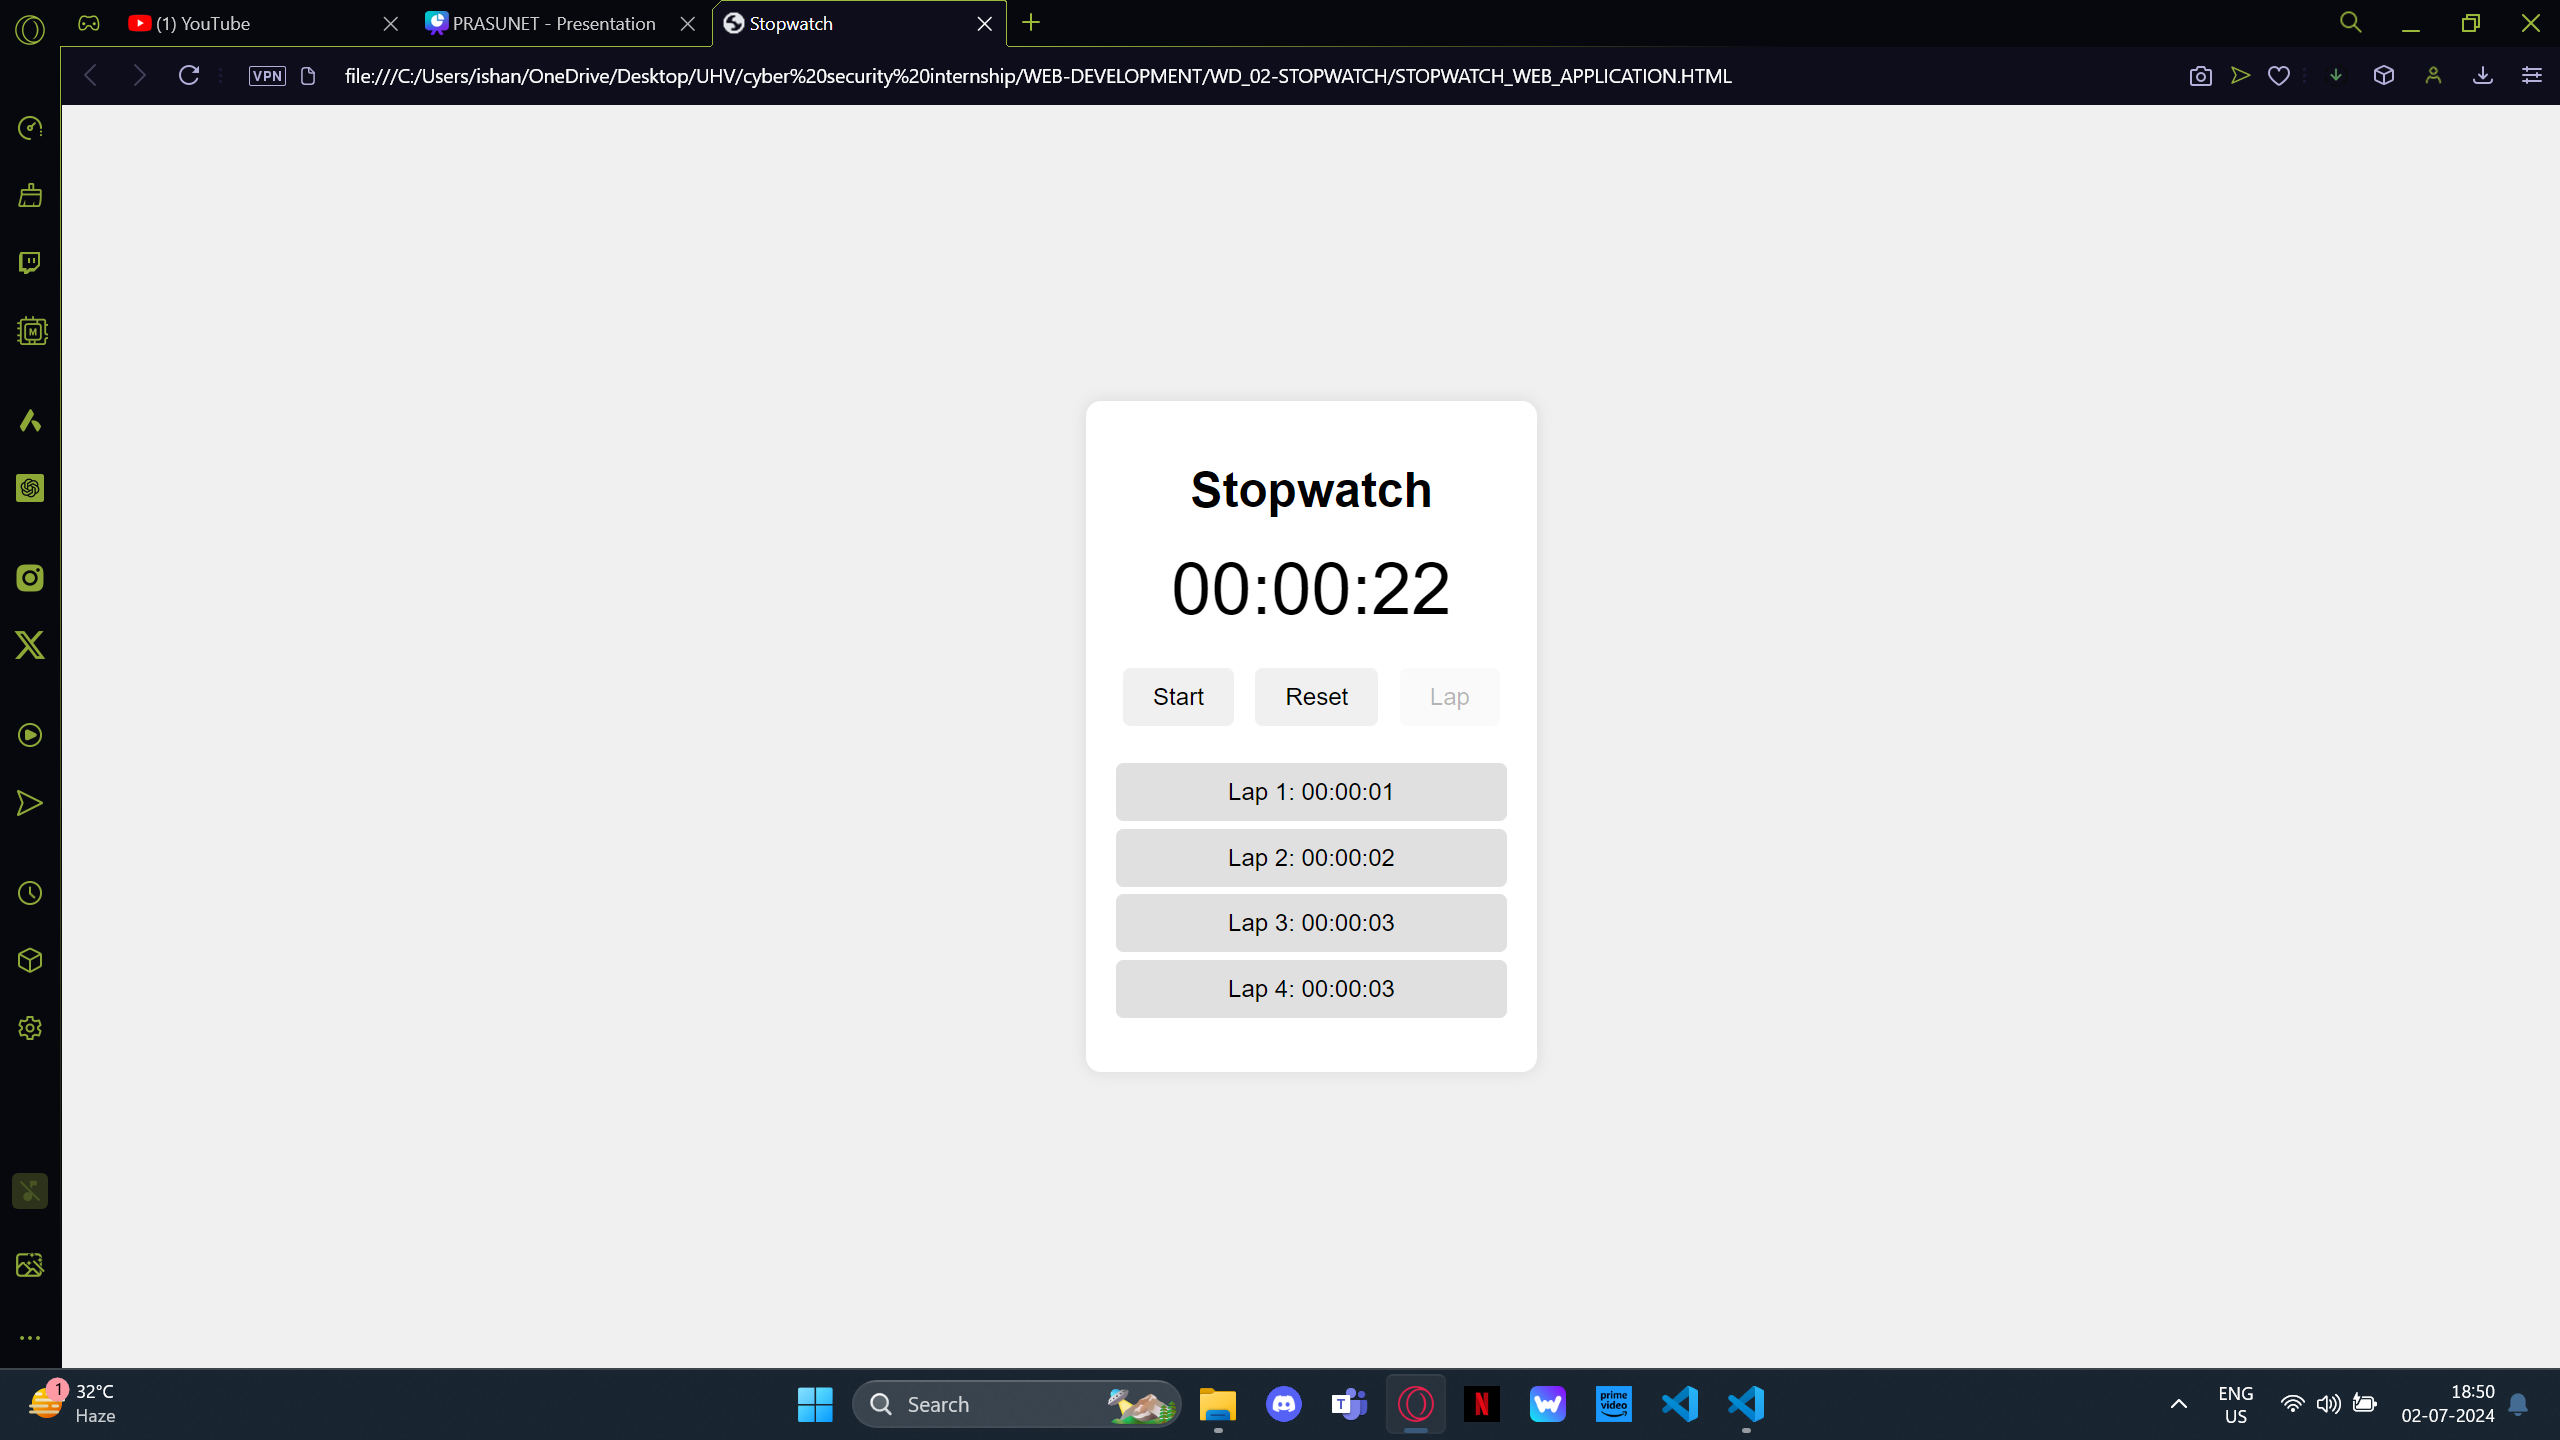 (1) YouTube
PRASUNET - Presentation
Stopwatch
VPN
file:///C:/Users/ishan/OneDrive/Desktop/UHV/cyber%20security%20internship/WEB-DEVELOPMENT/WD_02-STOPWATCH/STOPWATCH_WEB_APPLICATION.HTML
M
Stopwatch
00:00:22
Start
Reset
Lap
Lap 1: 00:00:01
Lap 2: 00:00:02
Lap 3: 00:00:03
Lap 4: 00:00:03
1
32°C
Haze
Search
T
N
prime video
ENG
US
18:50
02-07-2024